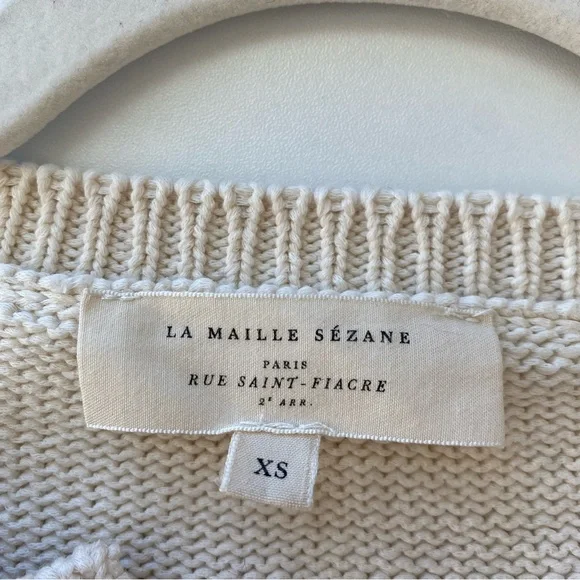 LA MAILLE SÉZANE
PARIS
RUE SAINT-FIACRE
2ᵉ ARR.
XS